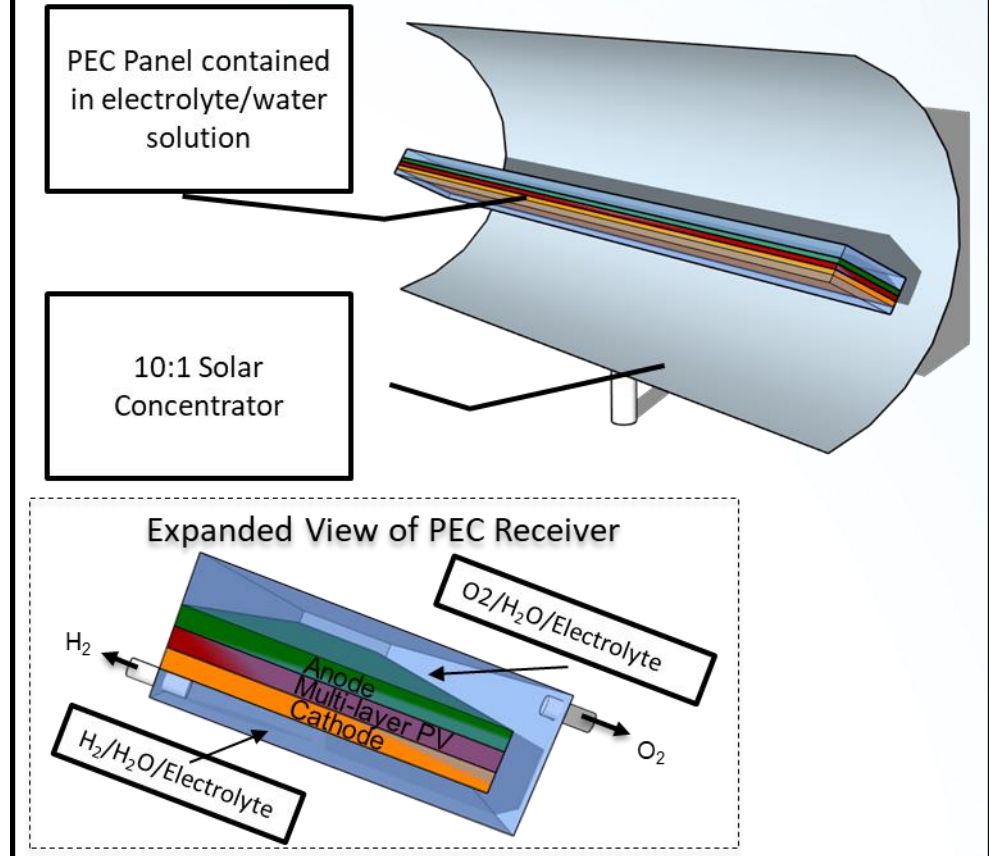 PEC Panel contained
in electrolyte/water
solution
10:1 Solar
Concentrator
Expanded View of PEC Receiver
O2/H₂O/Electrolyte
H₂
Anode
Multi-layer PV
Cathode
O₂
H₂/H₂O/Electrolyte